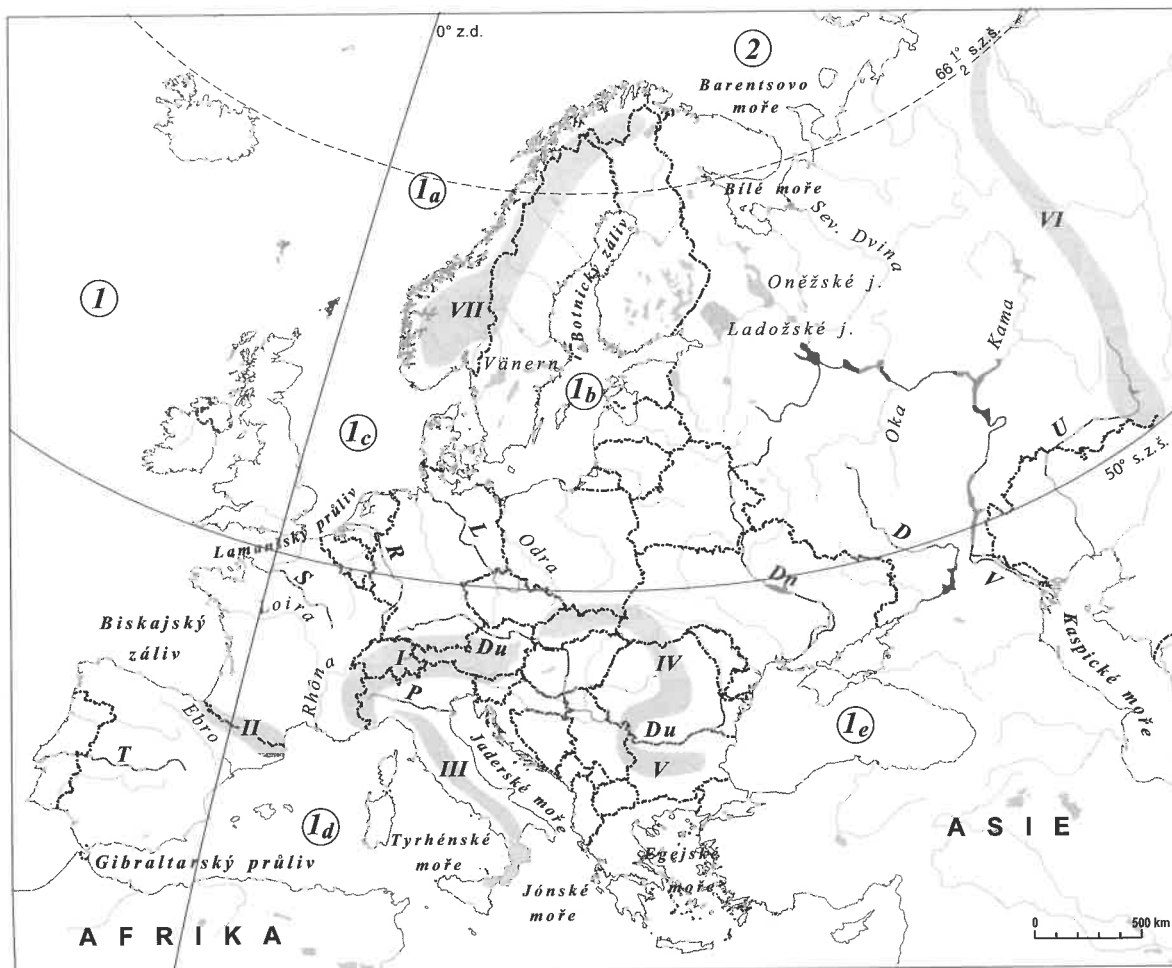 0° z.d.
2
66 1/2° s.z.š.
Barentsovo
moře
1a
Bílé moře
Sev. Dvina
VI
1
Botnický záliv
Oněžské j.
VII
Ladožské j.
Kama
Vänern
1b
Oka
1c
U
50° s.z.š.
Lamanšský průliv
R
L
Odra
D
Dn
V
S
Loira
Biskajský
záliv
Rhôna
I
Du
IV
Kaspické moře
P
Ebro
II
Du
1e
T
III
Jaderské moře
V
1d
ASIE
Tyrhénské
moře
Egejské
moře
Gibraltarský průliv
Jónské
moře
0
500 km
AFRIKA